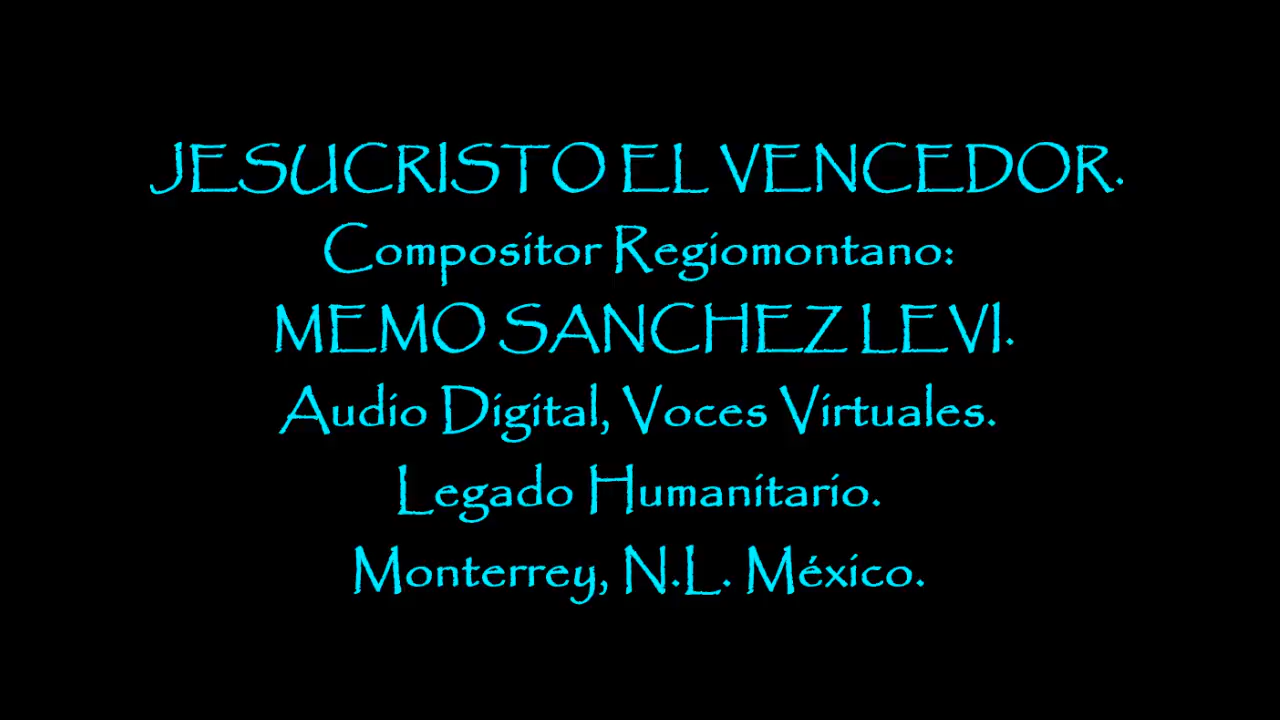 JESUCRISTO EL VENCEDOR.
Compositor Regiomontano:
MEMO SANCHEZ LEVI.
Audio Digital, Voces Virtuales.
Legado Humanitario.
Monterrey, N.L. México.